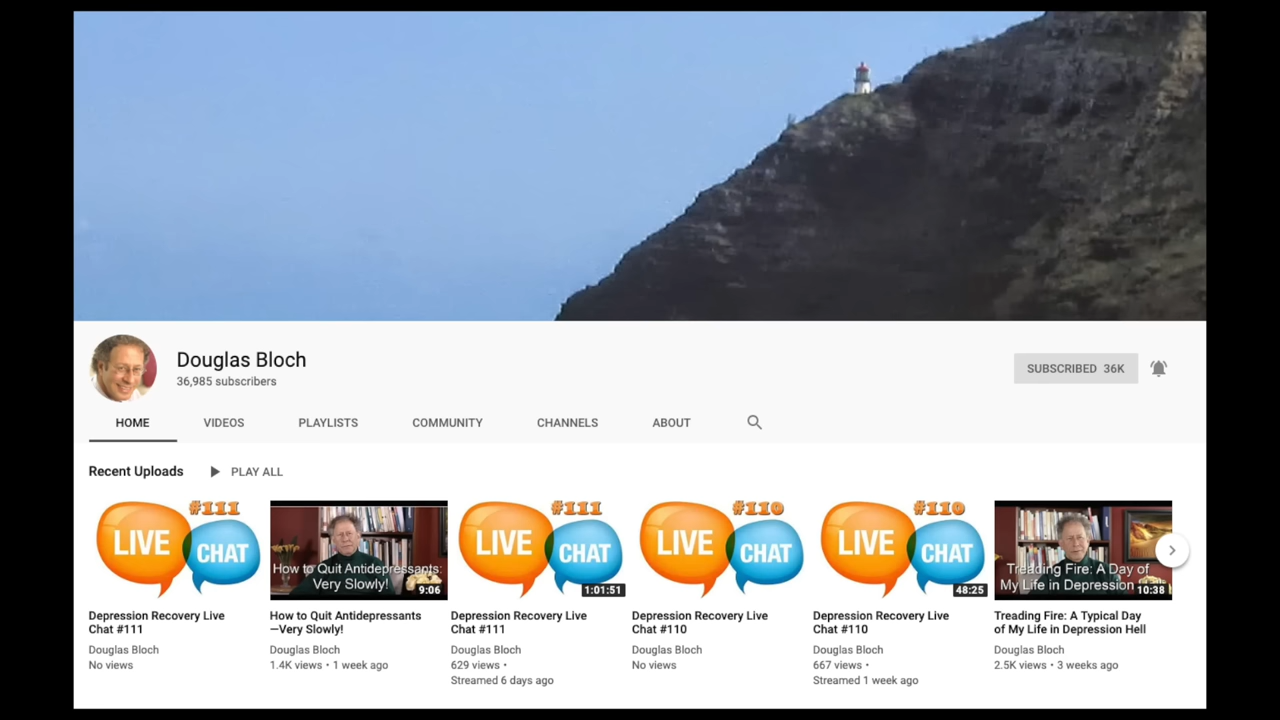 Douglas Bloch
36,985 subscribers
SUBSCRIBED 36K
HOME VIDEOS PLAYLISTS COMMUNITY CHANNELS ABOUT
Recent Uploads PLAY ALL
#111
LIVE
CHAT
Depression Recovery Live
Chat #111
Douglas Bloch
No views
How to Quit Antidepressants:
Very Slowly!
9:06
How to Quit Antidepressants
—Very Slowly!
Douglas Bloch
1.4K views • 1 week ago
#111
LIVE
CHAT
1:01:51
Depression Recovery Live
Chat #111
Douglas Bloch
629 views •
Streamed 6 days ago
#110
LIVE
CHAT
Depression Recovery Live
Chat #110
Douglas Bloch
No views
#110
LIVE
CHAT
48:25
Depression Recovery Live
Chat #110
Douglas Bloch
667 views •
Streamed 1 week ago
Treading Fire: A Day of
My Life in Depression
10:38
Treading Fire: A Typical Day
of My Life in Depression Hell
Douglas Bloch
2.5K views • 3 weeks ago